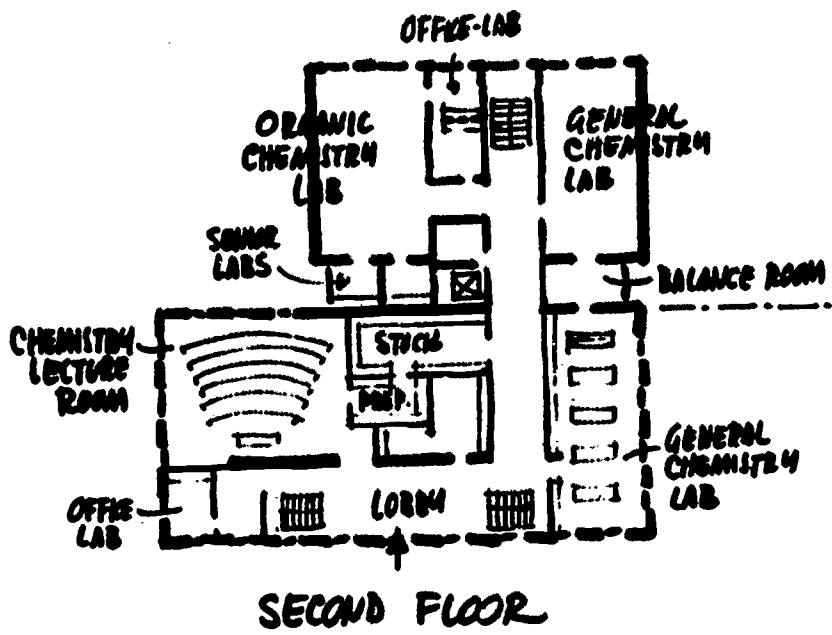 OFFICE-LAB
ORGANIC
CHEMISTRY
LAB
GENERAL
CHEMISTRY
LAB
SENIOR
LABS
BALANCE ROOM
CHEMISTRY
LECTURE
ROOM
STOCK
PREP.
GENERAL
CHEMISTRY
LAB
OFFICE
LAB
LOBBY
SECOND FLOOR